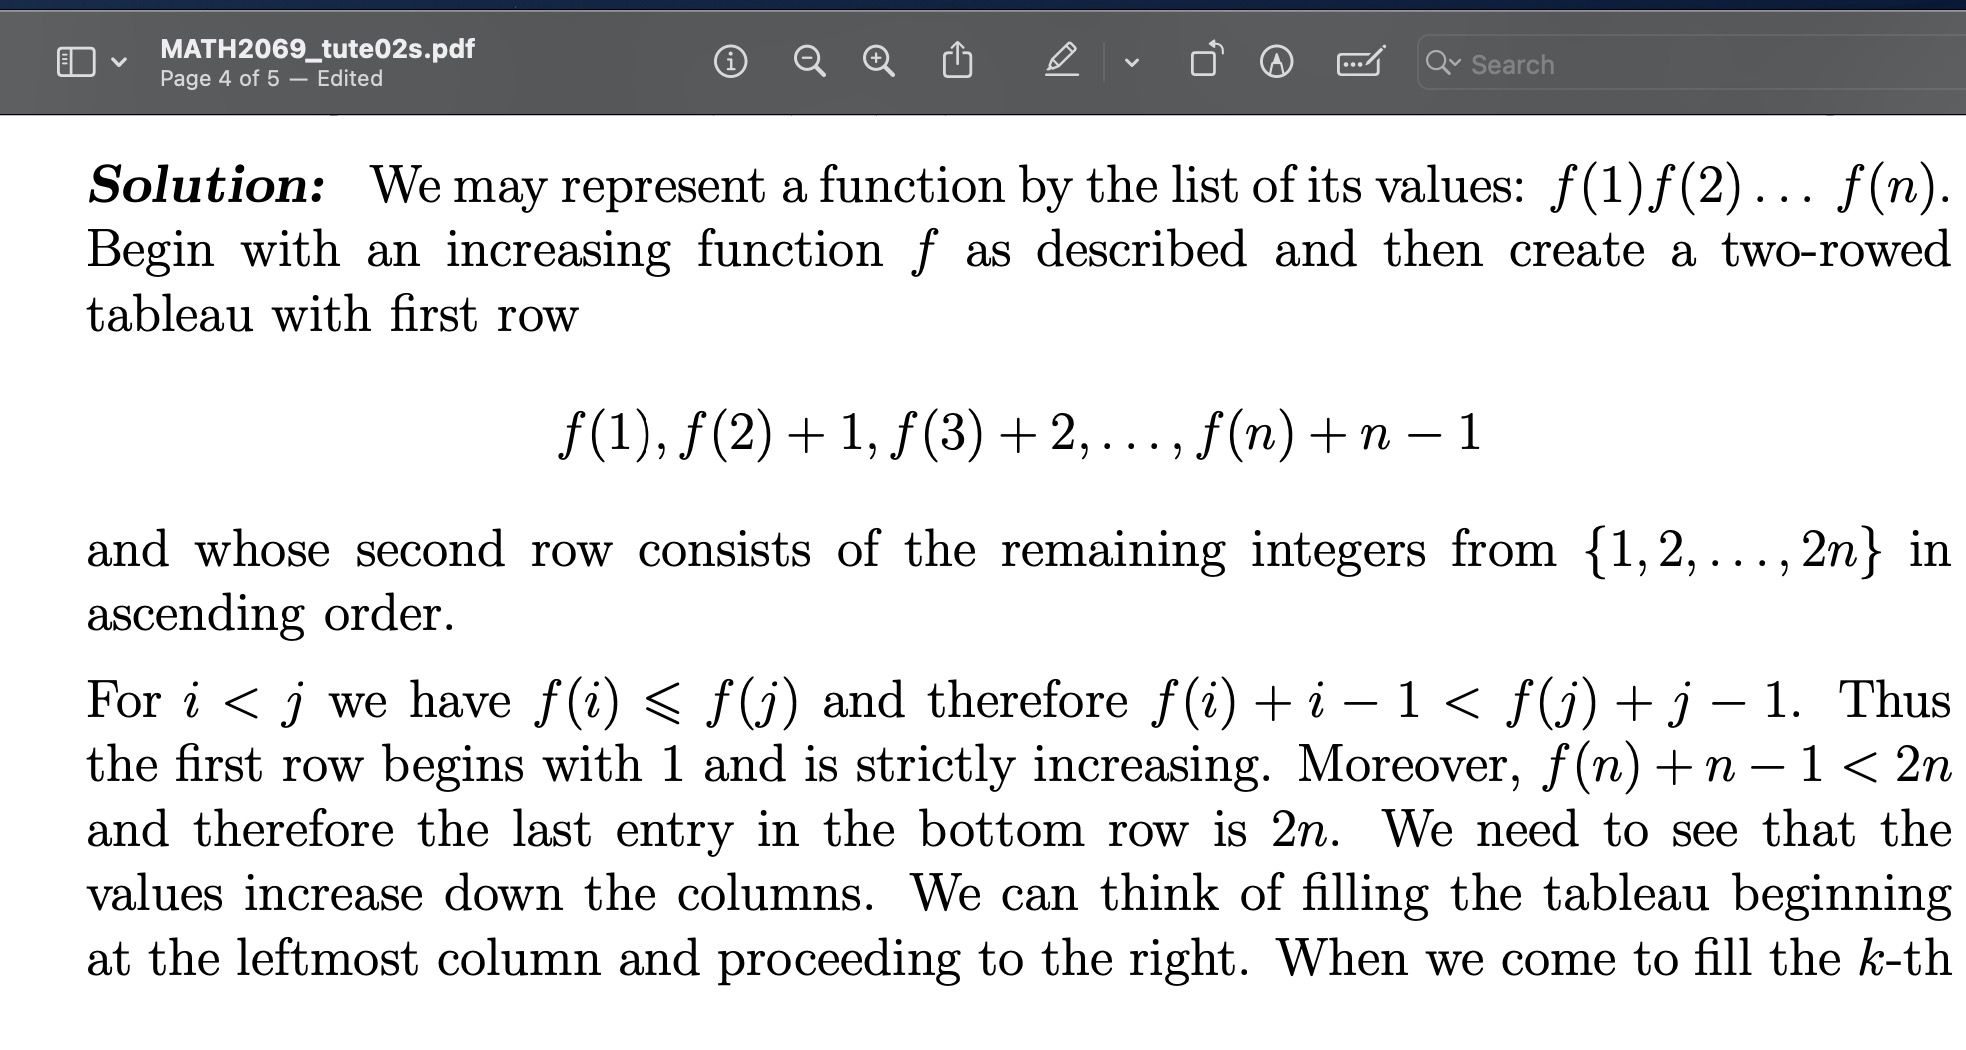 MATH2069_tute02s.pdf
Page 4 of 5 — Edited
Search
Solution: We may represent a function by the list of its values: f(1)f(2)... f(n).
Begin with an increasing function f as described and then create a two-rowed
tableau with first row
f(1), f(2) + 1, f(3) + 2, . . . , f(n) + n − 1
and whose second row consists of the remaining integers from {1, 2, . . . , 2n} in
ascending order.
For i < j we have f(i) ⩽ f(j) and therefore f(i) + i − 1 < f(j) + j − 1. Thus
the first row begins with 1 and is strictly increasing. Moreover, f(n) + n − 1 < 2n
and therefore the last entry in the bottom row is 2n. We need to see that the
values increase down the columns. We can think of filling the tableau beginning
at the leftmost column and proceeding to the right. When we come to fill the k-th